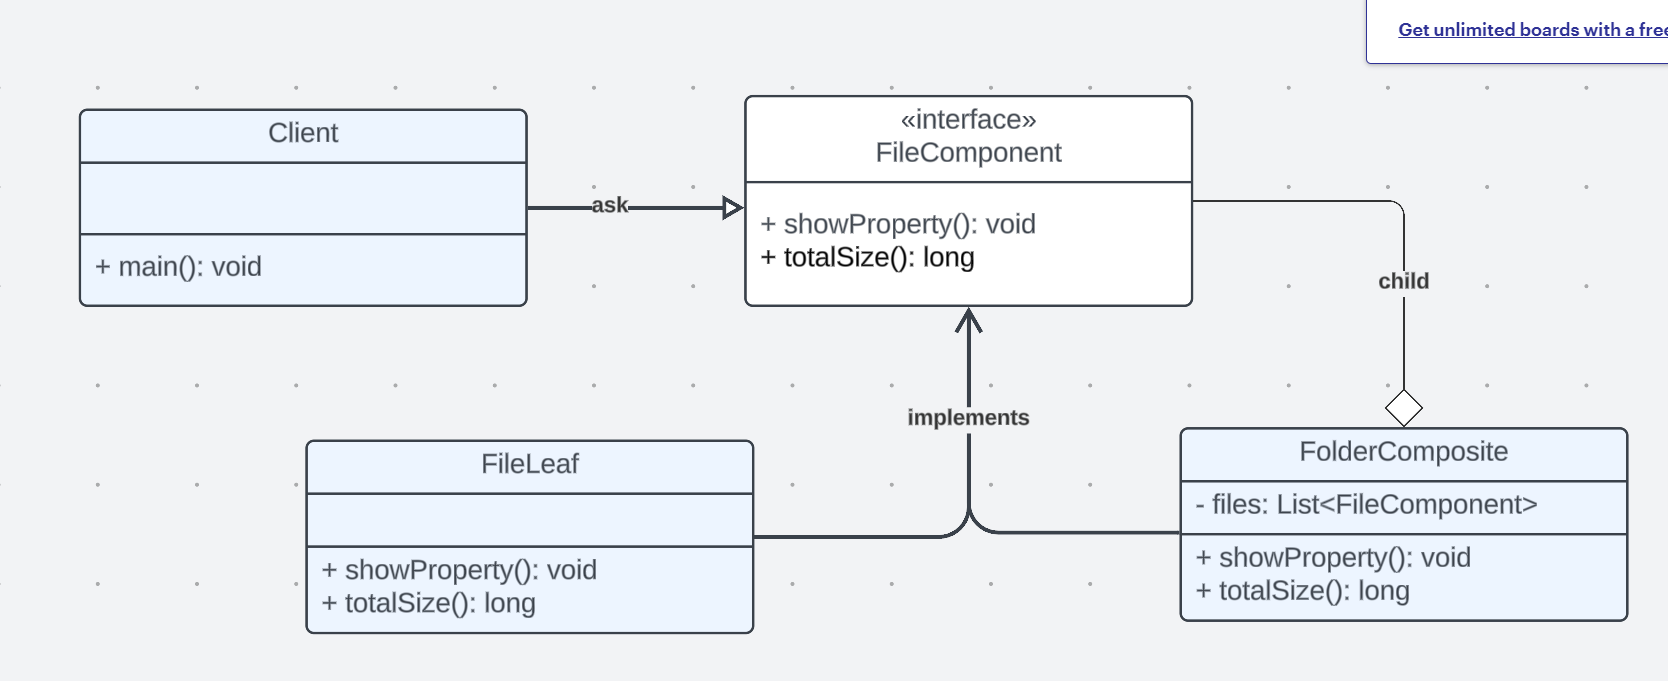 Get unlimited boards with a free
Client
+ main(): void
ask
«interface»
FileComponent
+ showProperty(): void
+ totalSize(): long
child
implements
FileLeaf
+ showProperty(): void
+ totalSize(): long
FolderComposite
- files: List<FileComponent>
+ showProperty(): void
+ totalSize(): long